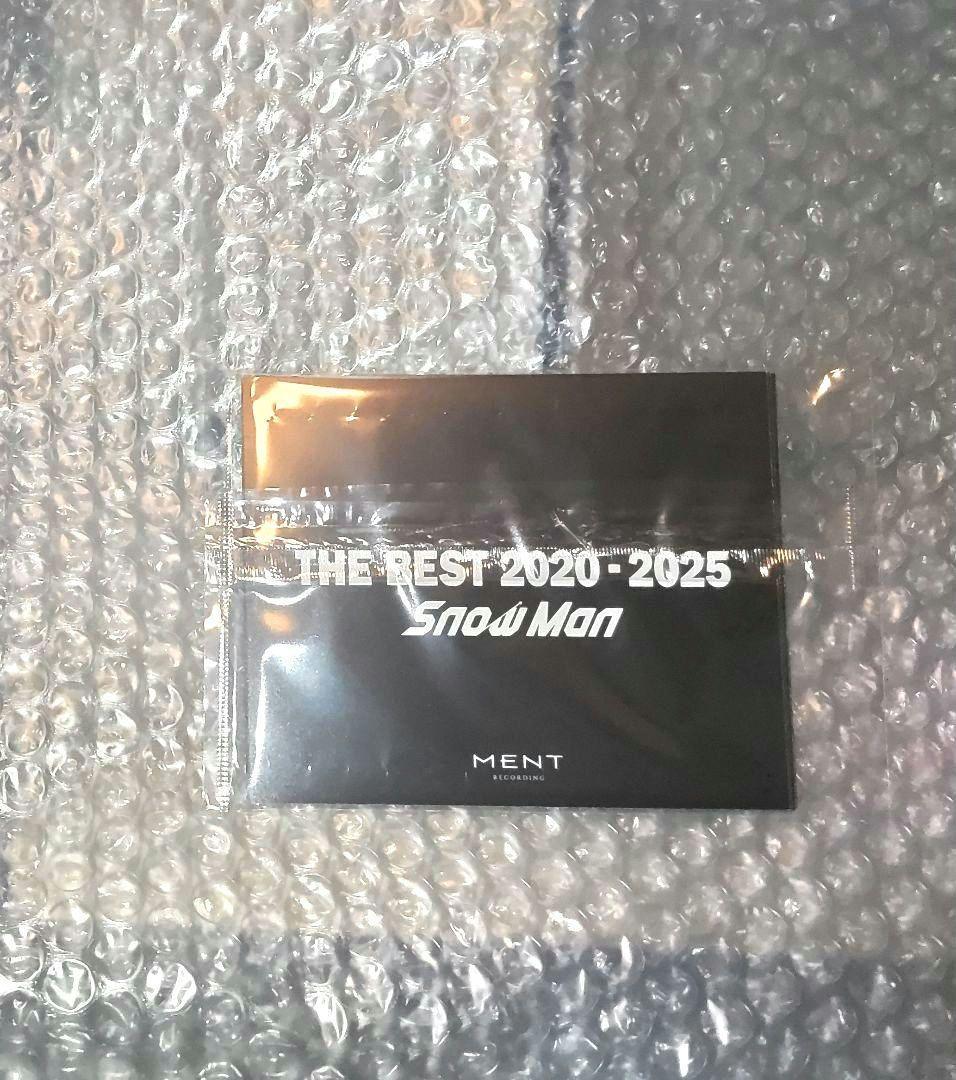 THE BEST 2020 - 2025
Snow Man
MENT
RECORDING